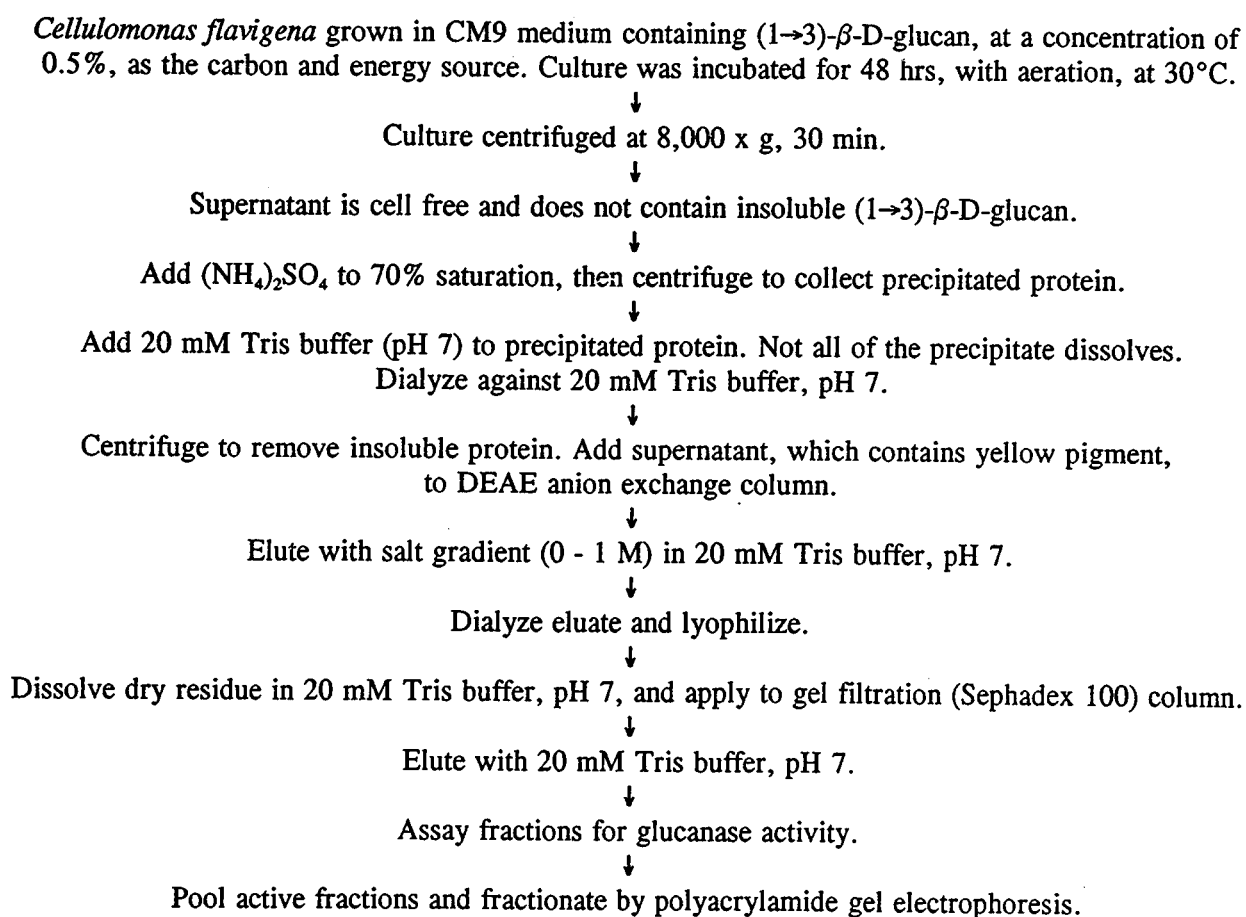 Cellulomonas flavigena grown in CM9 medium containing (1→3)-β-D-glucan, at a concentration of
0.5%, as the carbon and energy source. Culture was incubated for 48 hrs, with aeration, at 30°C.
↓
Culture centrifuged at 8,000 x g, 30 min.
↓
Supernatant is cell free and does not contain insoluble (1→3)-β-D-glucan.
↓
Add (NH₄)₂SO₄ to 70% saturation, then centrifuge to collect precipitated protein.
↓
Add 20 mM Tris buffer (pH 7) to precipitated protein. Not all of the precipitate dissolves.
Dialyze against 20 mM Tris buffer, pH 7.
↓
Centrifuge to remove insoluble protein. Add supernatant, which contains yellow pigment,
to DEAE anion exchange column.
↓
Elute with salt gradient (0 - 1 M) in 20 mM Tris buffer, pH 7.
↓
Dialyze eluate and lyophilize.
↓
Dissolve dry residue in 20 mM Tris buffer, pH 7, and apply to gel filtration (Sephadex 100) column.
↓
Elute with 20 mM Tris buffer, pH 7.
↓
Assay fractions for glucanase activity.
↓
Pool active fractions and fractionate by polyacrylamide gel electrophoresis.